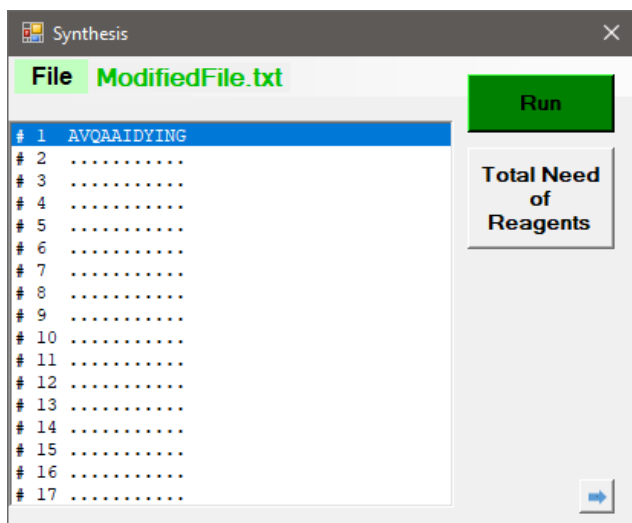 Synthesis
File ModifiedFile.txt
Run
Total Need
of
Reagents
# 1 AVQAAIDYING
# 2 ...........
# 3 ...........
# 4 ...........
# 5 ...........
# 6 ...........
# 7 ...........
# 8 ...........
# 9 ...........
# 10 ...........
# 11 ...........
# 12 ...........
# 13 ...........
# 14 ...........
# 15 ...........
# 16 ...........
# 17 ...........